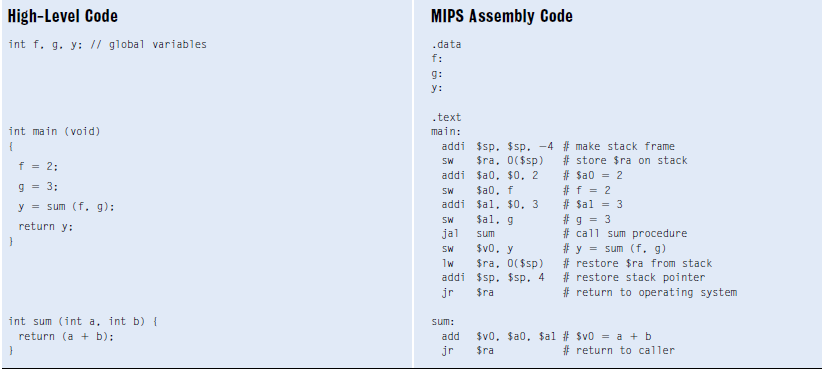 High-Level Code
int f, g, y; // global variables
int main (void)
{
f = 2;
g = 3;
y = sum (f, g);
return y;
}
int sum (int a, int b) {
return (a + b);
}
MIPS Assembly Code
.data
f:
g:
y:
.text
main:
addi $sp, $sp, −4 # make stack frame
sw $ra, 0($sp) # store $ra on stack
addi $a0, $0, 2 # $a0 = 2
sw $a0, f # f = 2
addi $a1, $0, 3 # $a1 = 3
sw $a1, g # g = 3
jal sum # call sum procedure
sw $v0, y # y = sum (f, g)
lw $ra, 0($sp) # restore $ra from stack
addi $sp, $sp, 4 # restore stack pointer
jr $ra # return to operating system
sum:
add $v0, $a0, $a1 # $v0 = a + b
jr $ra # return to caller